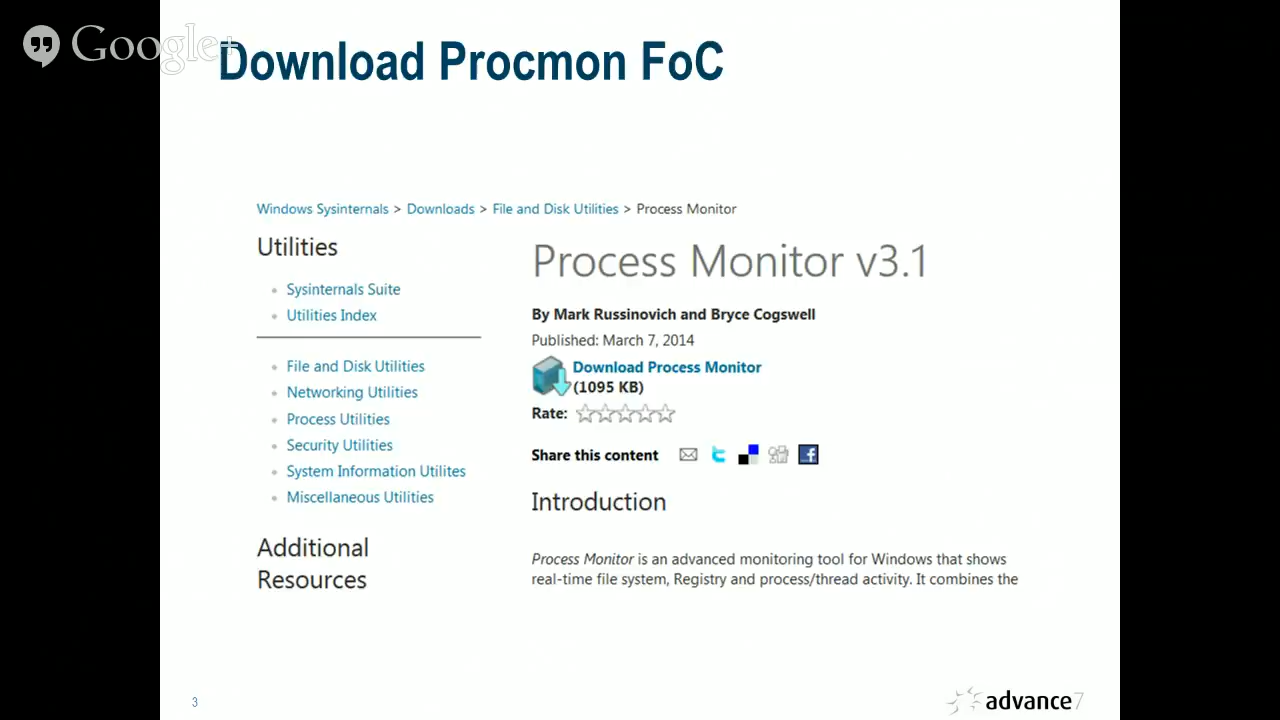 Google+
Download Procmon FoC
Windows Sysinternals > Downloads > File and Disk Utilities > Process Monitor
Utilities
Sysinternals Suite
Utilities Index
File and Disk Utilities
Networking Utilities
Process Utilities
Security Utilities
System Information Utilites
Miscellaneous Utilities
Additional
Resources
Process Monitor v3.1
By Mark Russinovich and Bryce Cogswell
Published: March 7, 2014
Download Process Monitor
(1095 KB)
Rate:
Share this content
Introduction
Process Monitor is an advanced monitoring tool for Windows that shows
real-time file system, Registry and process/thread activity. It combines the
3
advance7